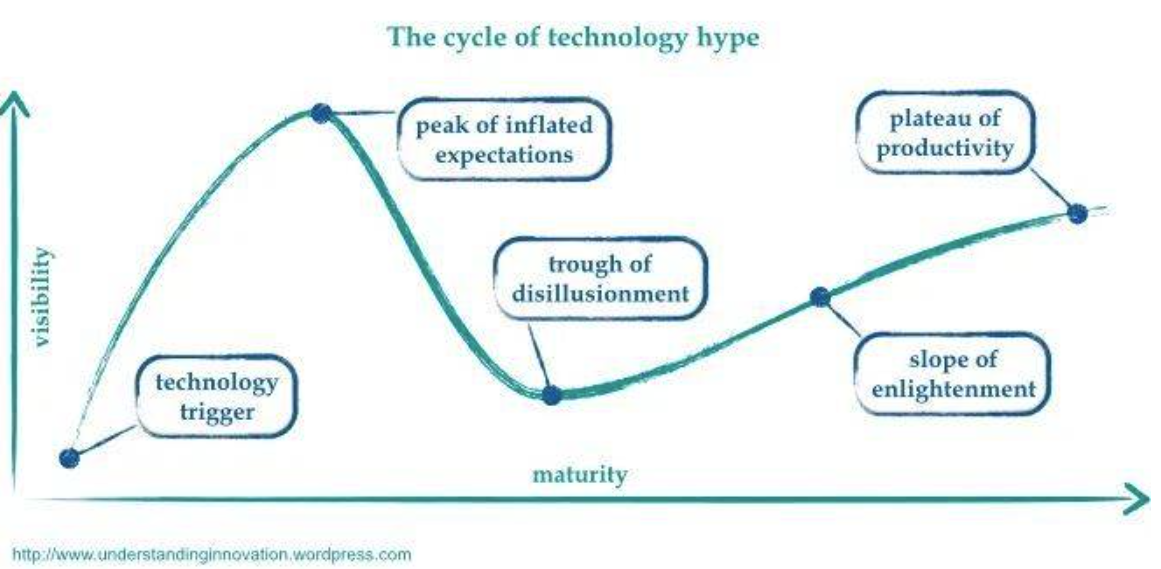 The cycle of technology hype
peak of inflated
expectations
plateau of
productivity
trough of
disillusionment
visibility
technology
trigger
slope of
enlightenment
maturity
http://www.understandinginnovation.wordpress.com